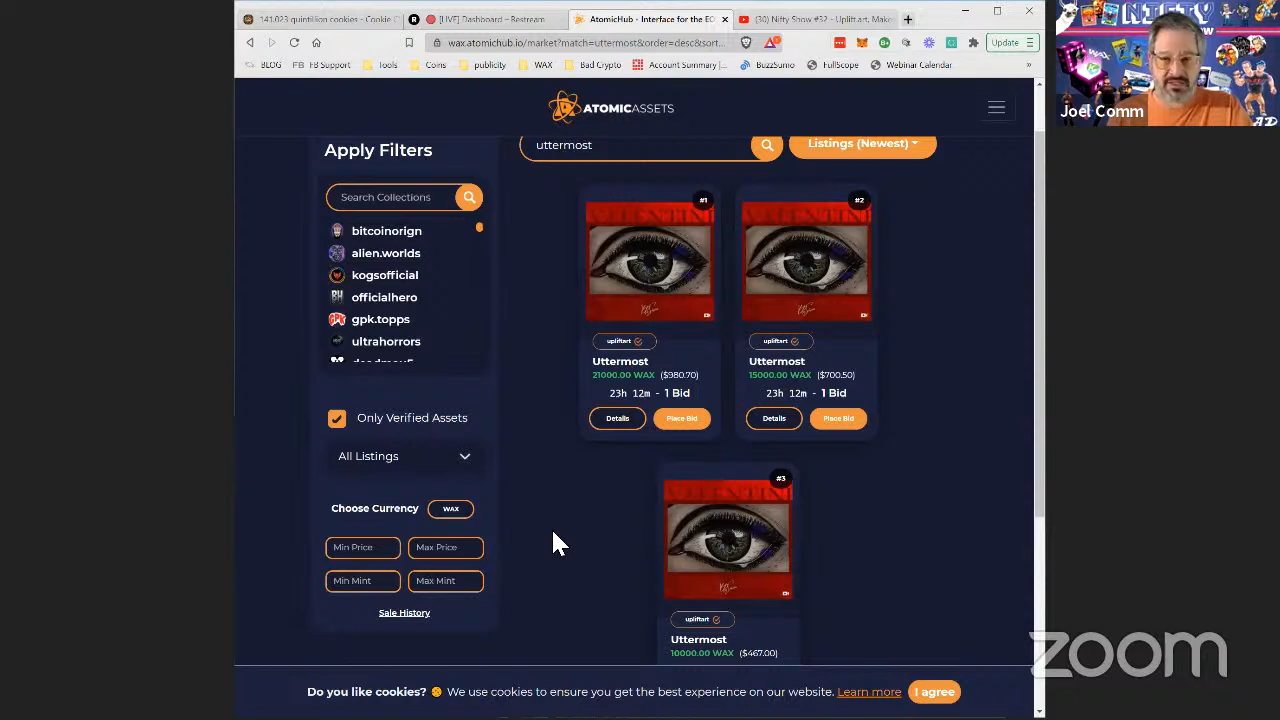 141.023 quintillion cookies - Cookie
[LIVE] Dashboard - Restream
AtomicHub - Interface for the EO
(30) Nifty Show #32 - Uplift.art, Make
wax.atomichub.io/market?match=uttermost&order=desc&sort...
Update
BLOG
FB Support
Tools
Comm
nplicity
WAX
Bad Crypto
Account Summary |...
BuzzSumo
FullScope
Webinar Calendar
NIFTY
Joel Comm
ATOMICASSETS
Apply Filters
uttermost
Listings (Newest)
Search Collections
bitcoinorign
alien.worlds
kogsofficial
officialhero
gpk.topps
ultrahorrors
Only Verified Assets
All Listings
Choose Currency
WAX
Min Price
Max Price
Min Mint
Max Mint
Sale History
#1
upliftart
Uttermost
21000.00 WAX ($980.70)
23h 12m - 1 Bid
Details
Place Bid
#2
upliftart
Uttermost
15000.00 WAX ($700.50)
23h 12m - 1 Bid
Details
Place Bid
#3
upliftart
Uttermost
10000.00 WAX ($467.00)
Do you like cookies? We use cookies to ensure you get the best experience on our website. Learn more
I agree
zoom